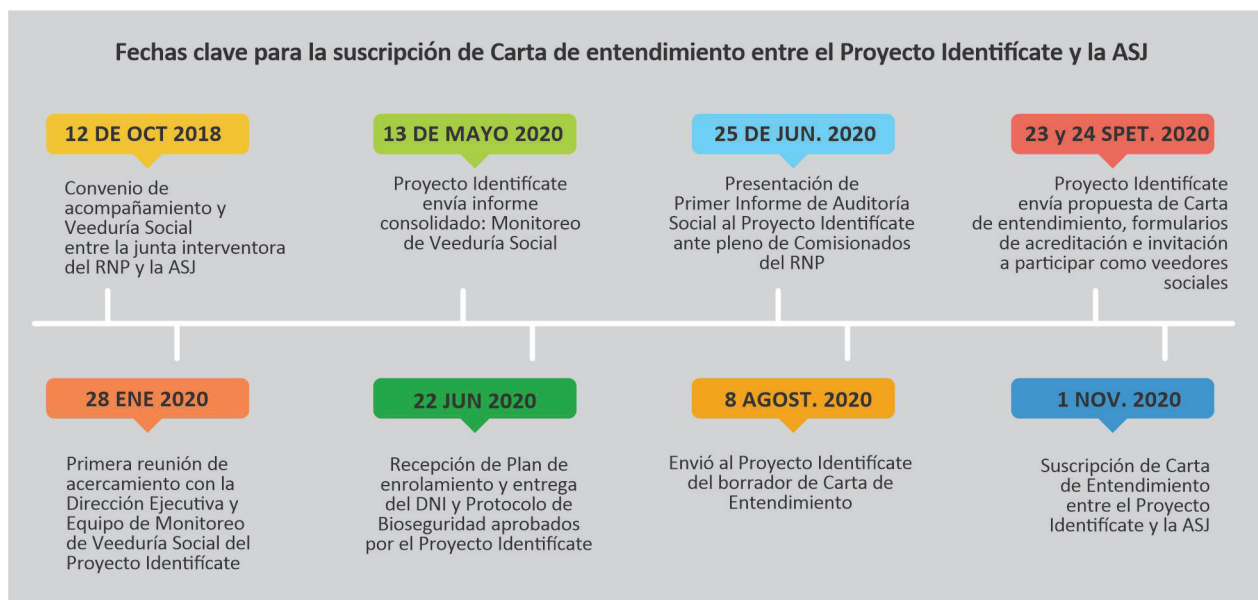 Fechas clave para la suscripción de Carta de entendimiento entre el Proyecto Identifícate y la ASJ
12 DE OCT 2018
Convenio de
acompañamiento y
Veeduría Social
entre la junta interventora
del RNP y la ASJ
13 DE MAYO 2020
Proyecto Identifícate
envía informe
consolidado: Monitoreo
de Veeduría Social
25 DE JUN. 2020
Presentación de
Primer Informe de Auditoría
Social al Proyecto Identifícate
ante pleno de Comisionados
del RNP
23 y 24 SPET. 2020
Proyecto Identifícate
envía propuesta de Carta
de entendimiento, formularios
de acreditación e invitación
a participar como veedores
sociales
28 ENE 2020
Primera reunión de
acercamiento con la
Dirección Ejecutiva y
Equipo de Monitoreo
de Veeduría Social del
Proyecto Identifícate
22 JUN 2020
Recepción de Plan de
enrolamiento y entrega
del DNI y Protocolo de
Bioseguridad aprobados
por el Proyecto Identifícate
8 AGOST. 2020
Envió al Proyecto Identifícate
del borrador de Carta de
Entendimiento
1 NOV. 2020
Suscripción de Carta
de Entendimiento
entre el Proyecto
Identifícate y la ASJ